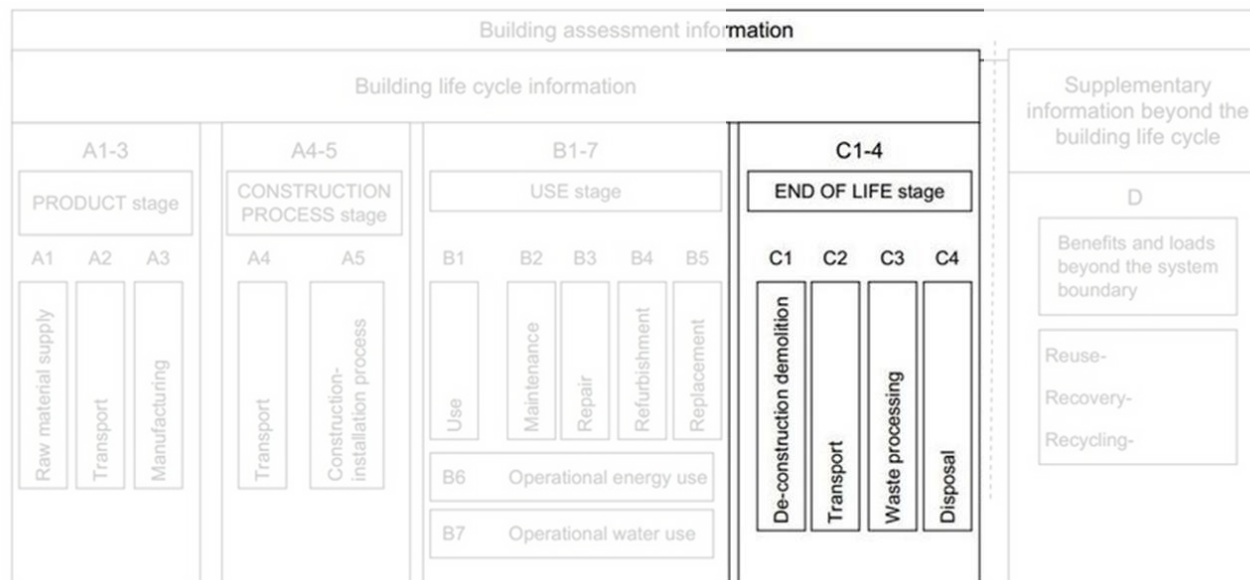 Building assessment information
Building life cycle information
Supplementary
information beyond the
building life cycle
A1-3
A4-5
B1-7
C1-4
PRODUCT stage
CONSTRUCTION
PROCESS stage
USE stage
END OF LIFE stage
D
Benefits and loads
beyond the system
boundary
A1
A2
A3
A4
A5
B1
B2
B3
B4
B5
C1
C2
C3
C4
Raw material supply
Transport
Manufacturing
Transport
Construction-
installation process
Use
Maintenance
Repair
Refurbishment
Replacement
De-construction demolition
Transport
Waste processing
Disposal
Reuse-
Recovery-
Recycling-
B6 Operational energy use
B7 Operational water use